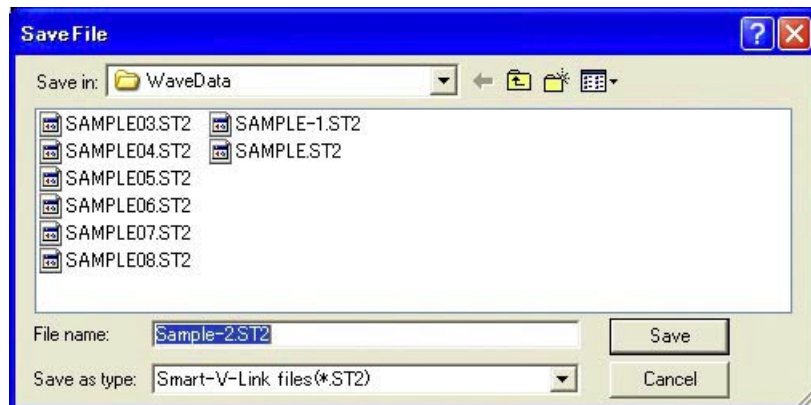 Save File
Save in: WaveData
SAMPLE03.ST2 SAMPLE-1.ST2
SAMPLE04.ST2 SAMPLE.ST2
SAMPLE05.ST2
SAMPLE06.ST2
SAMPLE07.ST2
SAMPLE08.ST2
File name: Sample-2.ST2 Save
Save as type: Smart-V-Link files(*.ST2) Cancel